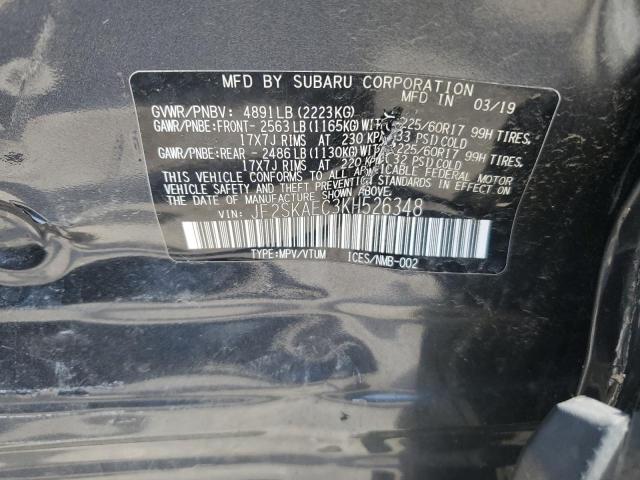 MFD BY SUBARU CORPORATION
MFD IN 03/19
GVWR/PNBV: 4891LB (2223KG)
GAWR/PNBE:FRONT- 2563LB (1165KG) WITH 225/60R17 99H TIRES,
17X7J RIMS, AT 230 KPA (33 PSI) COLD
GAWR/PNBE:REAR - 2486LB (1130KG) WITH 225/60R17 99H TIRES,
17X7J RIMS, AT 220 KPA (32 PSI) COLD
THIS VEHICLE CONFORMS TO ALL APPLICABLE FEDERAL MOTOR
VEHICLE SAFETY AND THEFT PREVENTION STANDARDS IN EFFECT ON
THE DATE OF MANUFACTURE SHOWN ABOVE.
VIN: JF2SKAEC3KH526348
TYPE:MPV/VTUM ICES/NMB-002